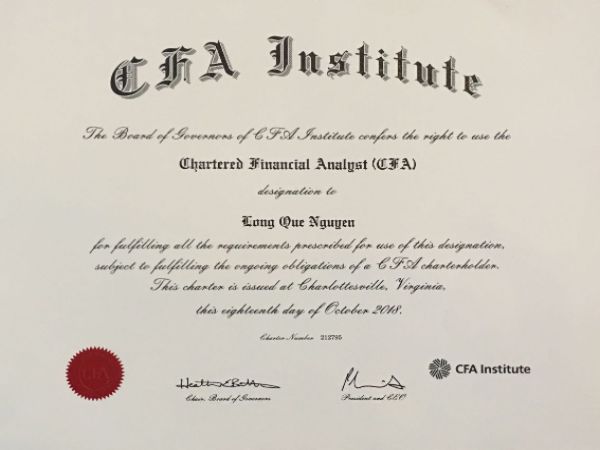 CFA Institute
The Board of Governors of CFA Institute confers the right to use the
Chartered Financial Analyst (CFA)
designation to
Long Que Nguyen
for fulfilling all the requirements prescribed for use of this designation,
subject to fulfilling the ongoing obligations of a CFA charterholder.
This charter is issued at Charlottesville, Virginia,
this eighteenth day of October 2018.
Charter Number 212795
CFA
Chair, Board of Governors
President and CEO
CFA Institute